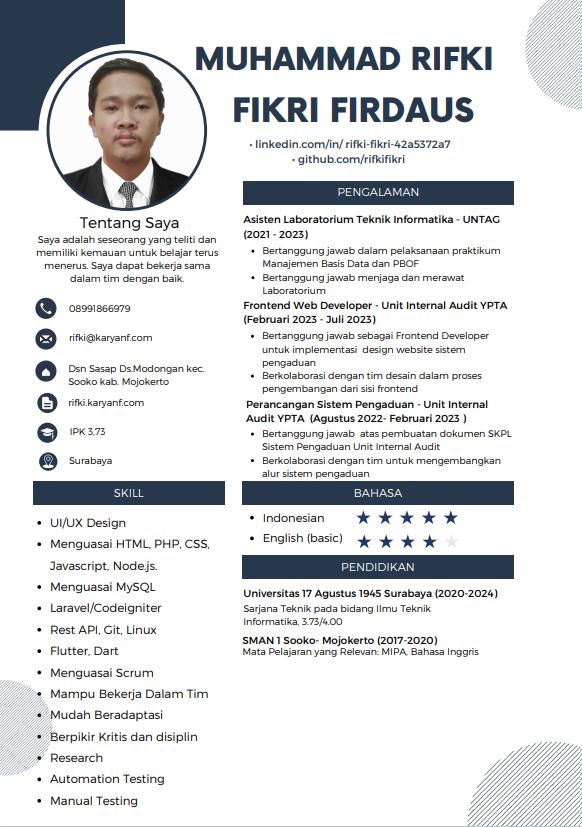 MUHAMMAD RIFKI
FIKRI FIRDAUS
• linkedin.com/in/ rifki-fikri-42a5372a7
• github.com/rifkifikri
Tentang Saya
Saya adalah seseorang yang teliti dan
memiliki kemauan untuk belajar terus
menerus. Saya dapat bekerja sama
dalam tim dengan baik.
08991866979
rifki@karyanf.com
Dsn Sasap Ds.Modongan kec.
Sooko kab. Mojokerto
rifki.karyanf.com
IPK 3,73
Surabaya
SKILL
• UI/UX Design
• Menguasai HTML, PHP, CSS,
Javascript, Node.js.
• Menguasai MySQL
• Laravel/Codeigniter
• Rest API, Git, Linux
• Flutter, Dart
• Menguasai Scrum
• Mampu Bekerja Dalam Tim
• Mudah Beradaptasi
• Berpikir Kritis dan disiplin
• Research
• Automation Testing
• Manual Testing
PENGALAMAN
Asisten Laboratorium Teknik Informatika - UNTAG
(2021 - 2023)
• Bertanggung jawab dalam pelaksanaan praktikum
Manajemen Basis Data dan PBOF
• Bertanggung jawab menjaga dan merawat
Laboratorium
Frontend Web Developer - Unit Internal Audit YPTA
(Februari 2023 - Juli 2023)
• Bertanggung jawab sebagai Frontend Developer
untuk implementasi design website sistem
pengaduan
• Berkolaborasi dengan tim desain dalam proses
pengembangan dari sisi frontend
Perancangan Sistem Pengaduan - Unit Internal
Audit YPTA (Agustus 2022- Februari 2023 )
• Bertanggung jawab atas pembuatan dokumen SKPL
Sistem Pengaduan Unit Internal Audit
• Berkolaborasi dengan tim untuk mengembangkan
alur sistem pengaduan
BAHASA
• Indonesian
• English (basic)
PENDIDIKAN
Universitas 17 Agustus 1945 Surabaya (2020-2024)
Sarjana Teknik pada bidang Ilmu Teknik
Informatika, 3.73/4.00
SMAN 1 Sooko- Mojokerto (2017-2020)
Mata Pelajaran yang Relevan: MIPA, Bahasa Inggris